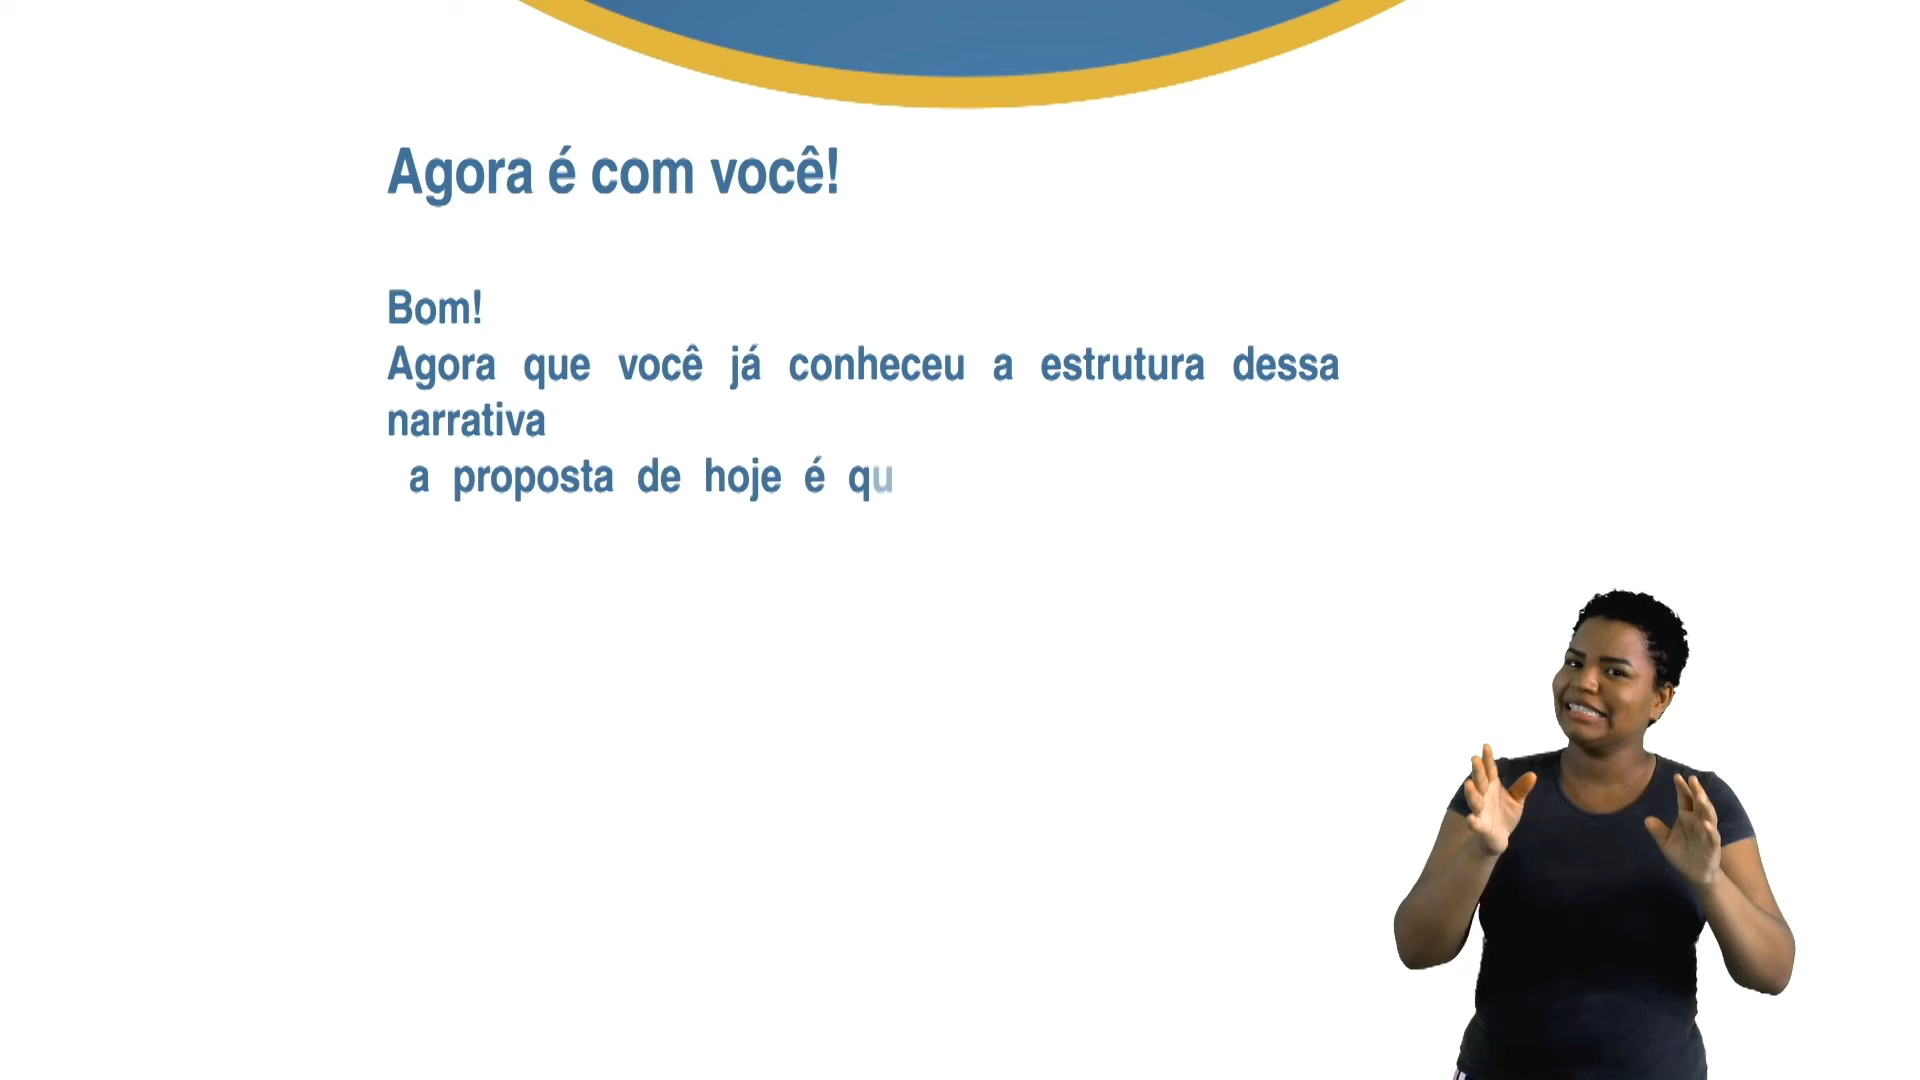 Agora é com você!
Bom!
Agora que você já conheceu a estrutura dessa
narrativa
a proposta de hoje é qu